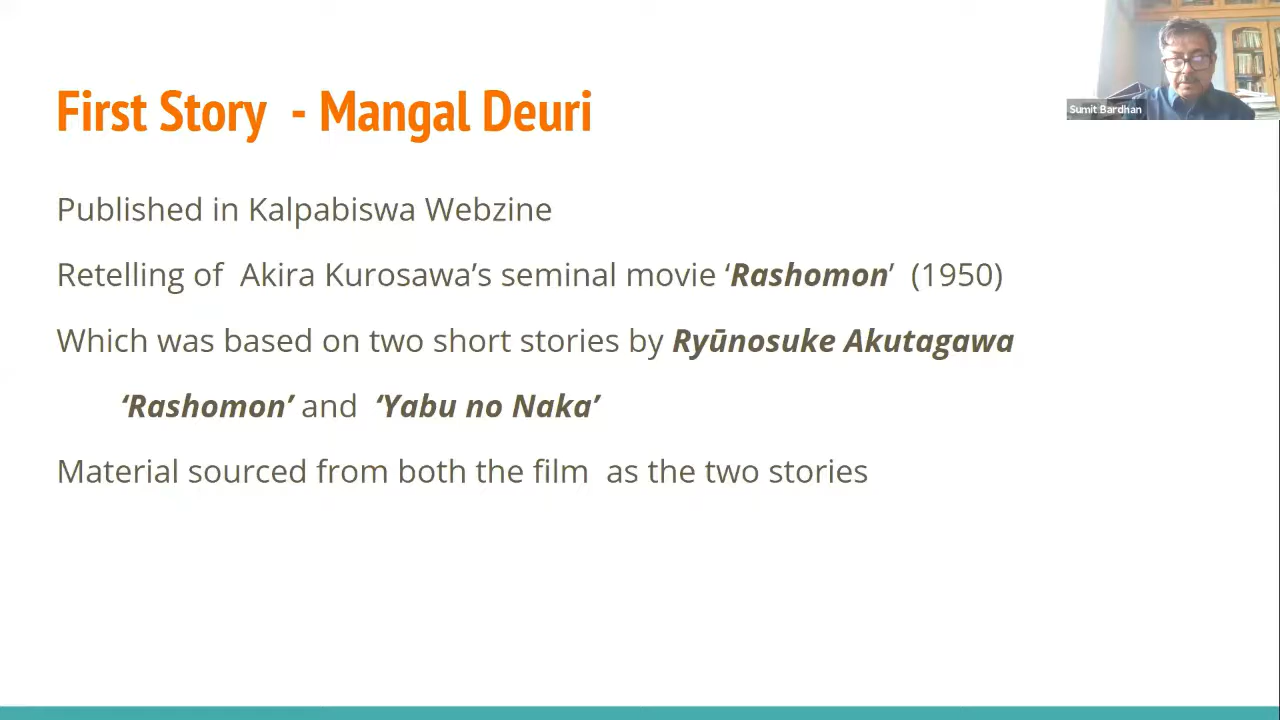 First Story - Mangal Deuri
Sumit Bardhan
Published in Kalpabiswa Webzine
Retelling of Akira Kurosawa’s seminal movie ‘Rashomon’ (1950)
Which was based on two short stories by Ryūnosuke Akutagawa
‘Rashomon’ and ‘Yabu no Naka’
Material sourced from both the film as the two stories